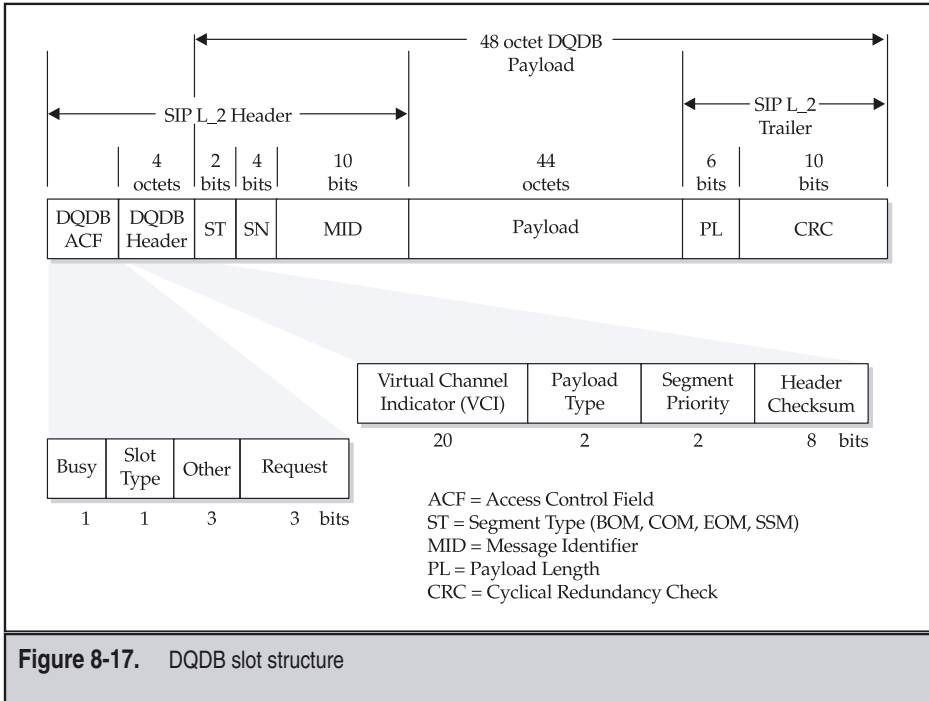 48 octet DQDB
Payload
SIP L_2 Header
SIP L_2
Trailer
4
octets
2
bits
4
bits
10
bits
44
octets
6
bits
10
bits
DQDB
ACF
DQDB
Header
ST
SN
MID
Payload
PL
CRC
Virtual Channel
Indicator (VCI)
Payload
Type
Segment
Priority
Header
Checksum
20
2
2
8 bits
Busy
Slot
Type
Other
Request
1
1
3
3 bits
ACF = Access Control Field
ST = Segment Type (BOM, COM, EOM, SSM)
MID = Message Identifier
PL = Payload Length
CRC = Cyclical Redundancy Check
Figure 8-17. DQDB slot structure